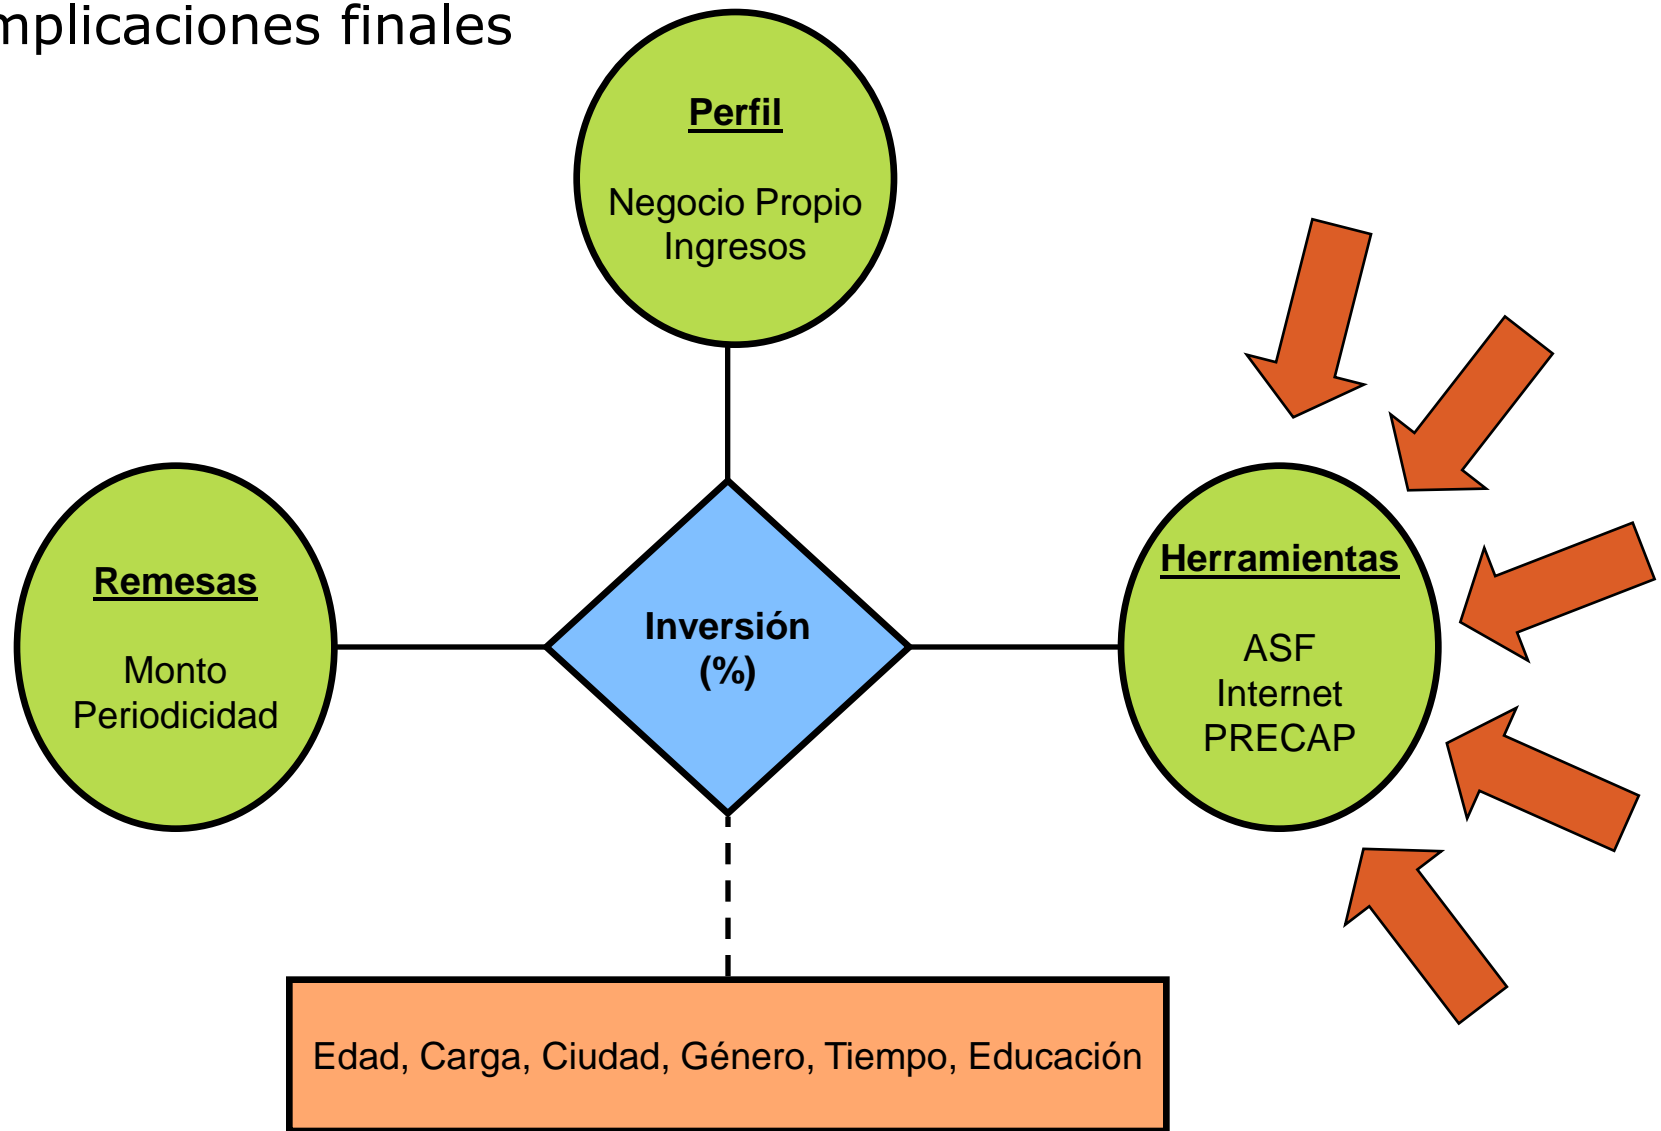 mplicaciones finales
Perfil
Negocio Propio
Ingresos
Remesas
Monto
Periodicidad
Inversión
(%)
Herramientas
ASF
Internet
PRECAP
Edad, Carga, Ciudad, Género, Tiempo, Educación